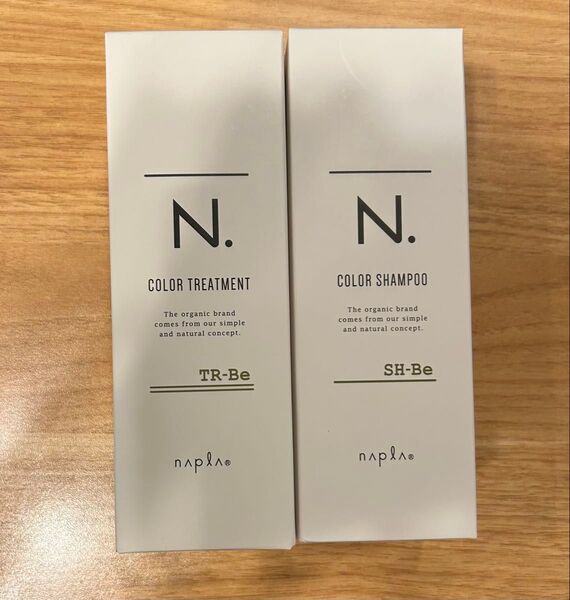 N.
COLOR TREATMENT
The organic brand
comes from our simple
and natural concept.
TR-Be
napla®
N.
COLOR SHAMPOO
The organic brand
comes from our simple
and natural concept.
SH-Be
napla®